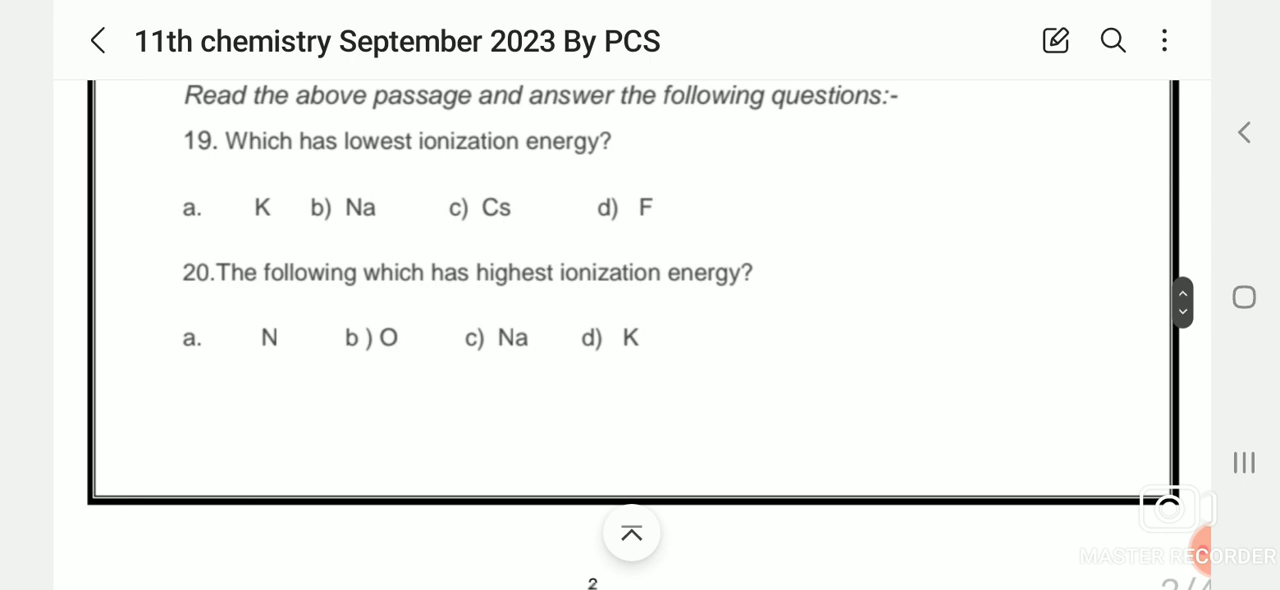 11th chemistry September 2023 By PCS
Read the above passage and answer the following questions:-
19. Which has lowest ionization energy?
a. K b) Na c) Cs d) F
20.The following which has highest ionization energy?
a. N b ) O c) Na d) K
MASTER RECORDER
2